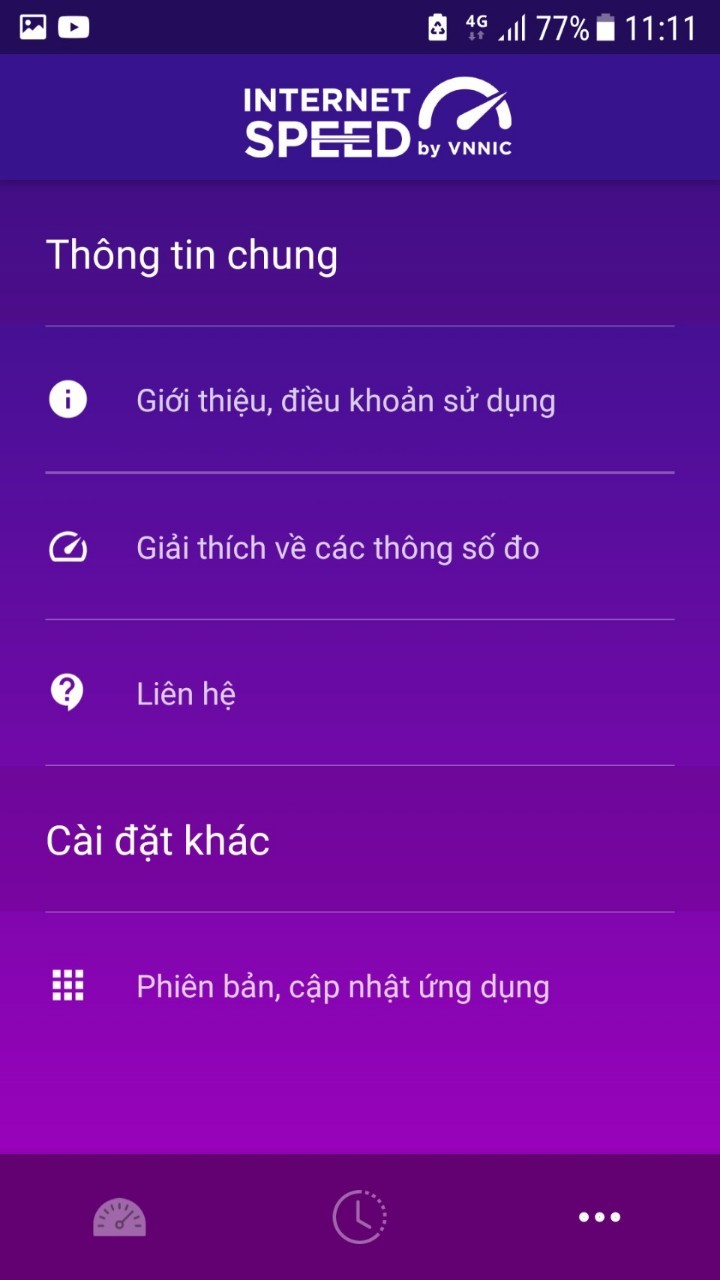 4G 77% 11:11
INTERNET
SPEED by VNNIC
Thông tin chung
Giới thiệu, điều khoản sử dụng
Giải thích về các thông số đo
Liên hệ
Cài đặt khác
Phiên bản, cập nhật ứng dụng